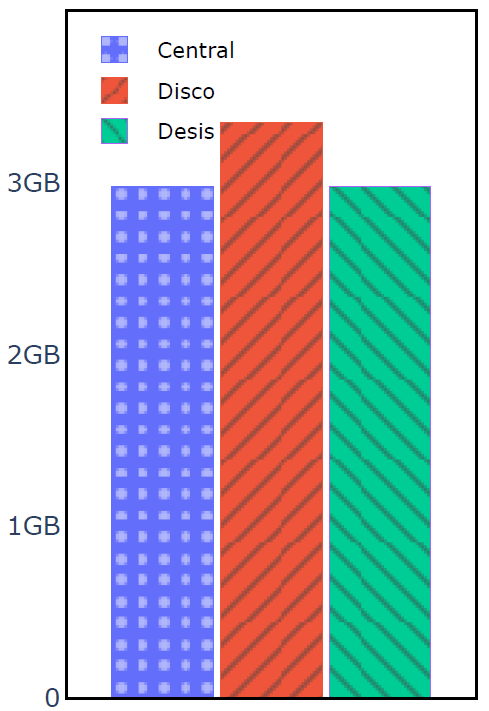 Central
Disco
Desis
3GB
2GB
1GB
0